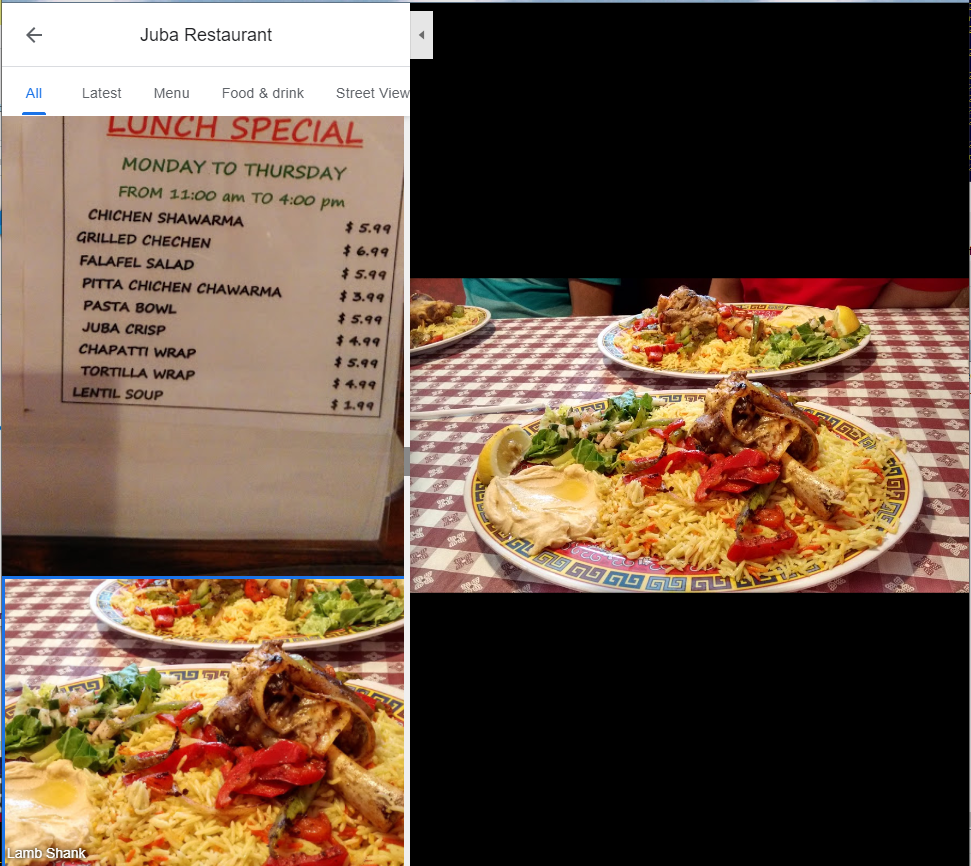 Juba Restaurant
All Latest Menu Food & drink Street View
LUNCH SPECIAL
MONDAY TO THURSDAY
FROM 11:00 am TO 4:00 pm
CHICHEN SHAWARMA $ 5.99
GRILLED CHECHEN $ 6.99
FALAFEL SALAD $ 5.99
PITTA CHICHEN CHAWARMA $ 3.99
PASTA BOWL $ 5.99
JUBA CRISP $ 4.99
CHAPATTI WRAP $ 5.99
TORTILLA WRAP $ 4.99
LENTIL SOUP $ 1.99
Lamb Shank